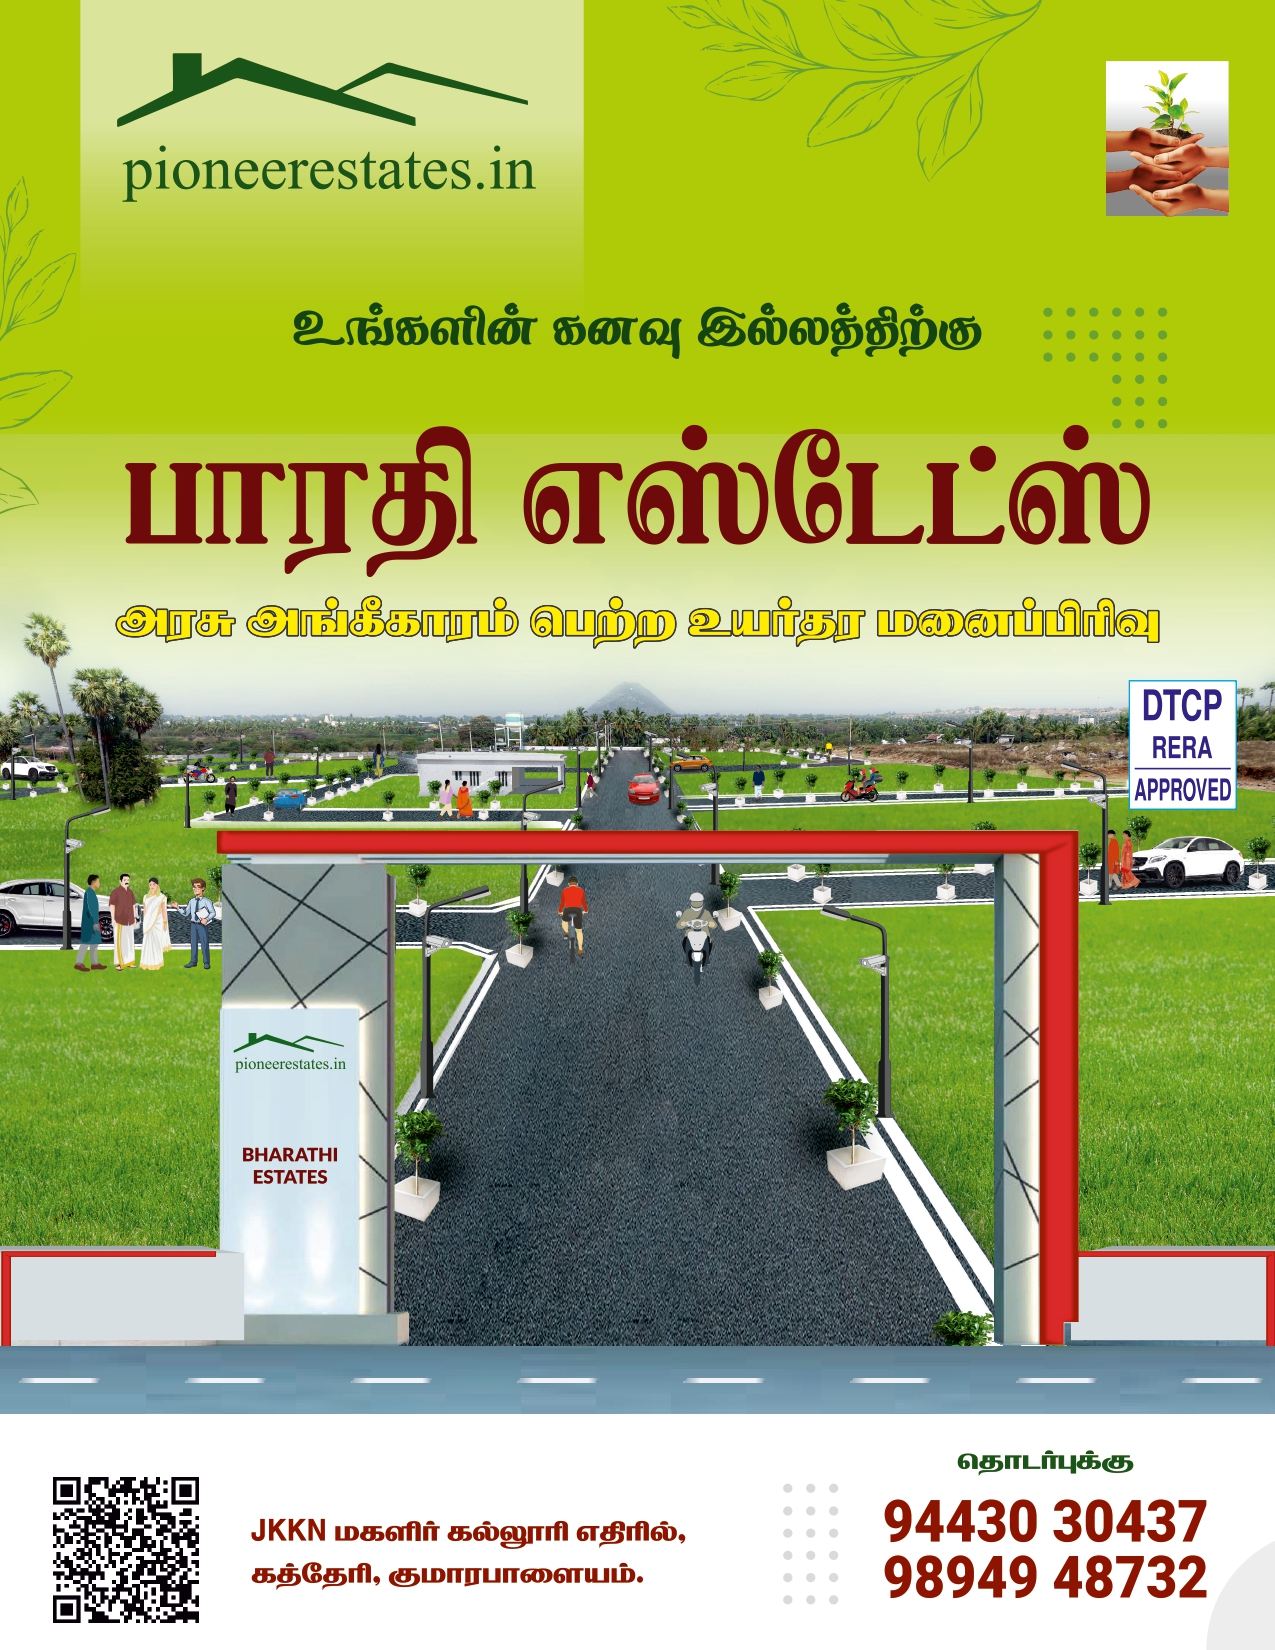 pioneerestates.in
உங்களின் கனவு இல்லத்திற்கு
பாரதி எஸ்டேட்ஸ்
அரசு அங்கீகாரம் பெற்ற உயர்தர மனைப்பிரிவு
DTCP
RERA
APPROVED
pioneerestates.in
BHARATHI
ESTATES
தொடர்புக்கு
94430 30437
98949 48732
JKKN மகளிர் கல்லூரி எதிரில்,
கத்தேரி, குமாரபாளையம்.